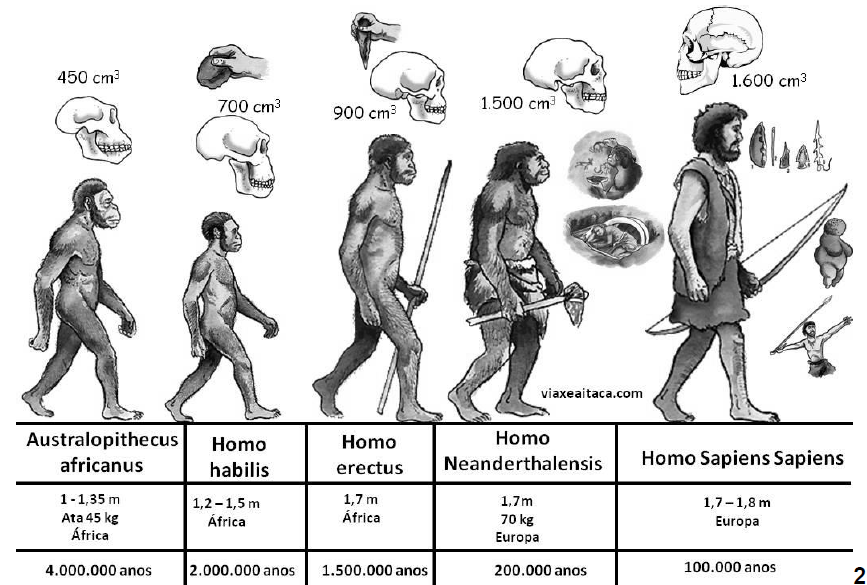 450 cm³
700 cm³
900 cm³
1.500 cm³
1.600 cm³
viaxeaitaca.com
Australopithecus
africanus
Homo
habilis
Homo
erectus
Homo
Neanderthalensis
Homo Sapiens Sapiens
1 - 1,35 m
Ata 45 kg
África
1,2 – 1,5 m
África
1,7 m
África
1,7m
70 kg
Europa
1,7 – 1,8 m
Europa
4.000.000 anos
2.000.000 anos
1.500.000 anos
200.000 anos
100.000 anos
2